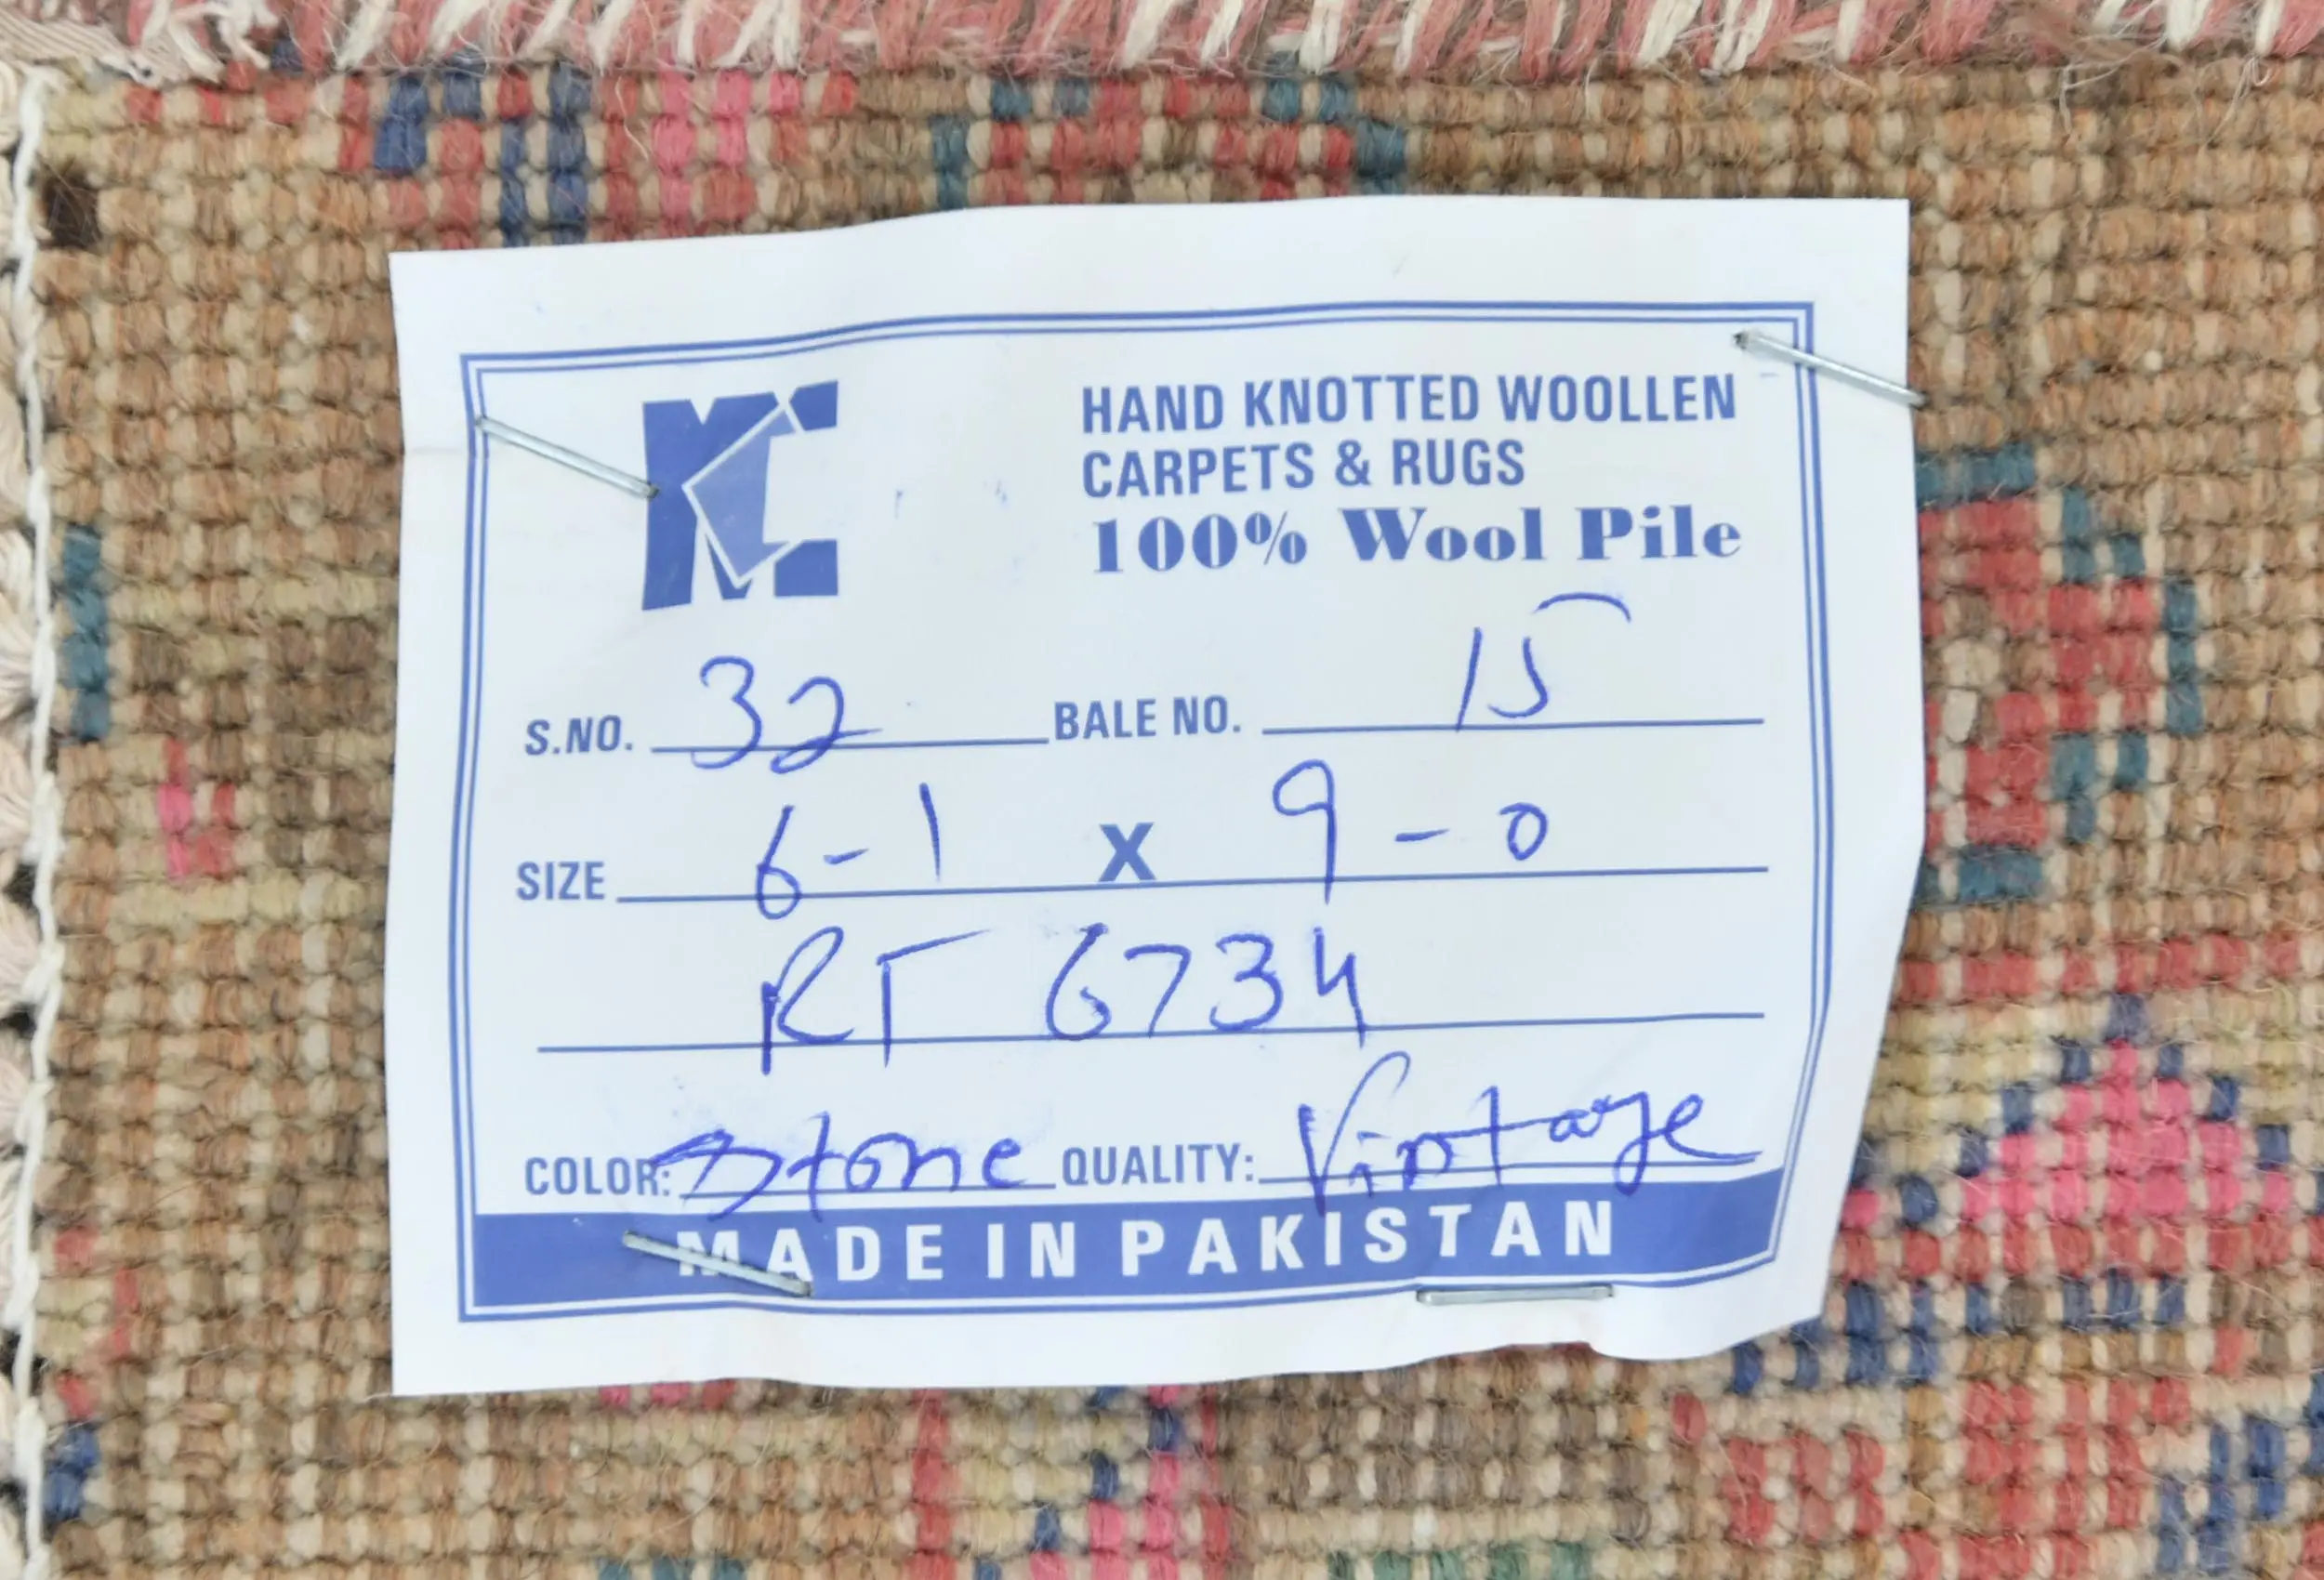 MC
HAND KNOTTED WOOLLEN
CARPETS & RUGS
100% Wool Pile
S.NO. 32 BALE NO. 15
SIZE 6-1 X 9-0
RT 6734
COLOR: Stone QUALITY: Vintage
MADE IN PAKISTAN